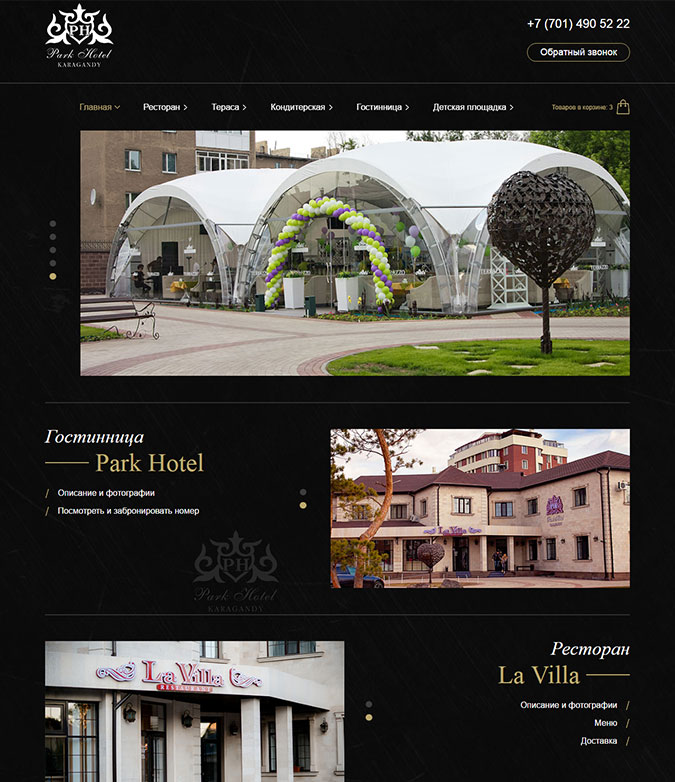 PH
Park Hotel
KARAGANDY
+7 (701) 490 52 22
Обратный звонок
Главная
Ресторан
Тераса
Кондитерская
Гостинница
Детская площадка
Товаров в корзине: 3
Гостинница
Park Hotel
/ Описание и фотографии
/ Посмотреть и забронировать номер
La Villa
PH
Park Hotel
KARAGANDY
La Villa
RESTAURANT
Ресторан
La Villa
Описание и фотографии /
Меню /
Доставка /